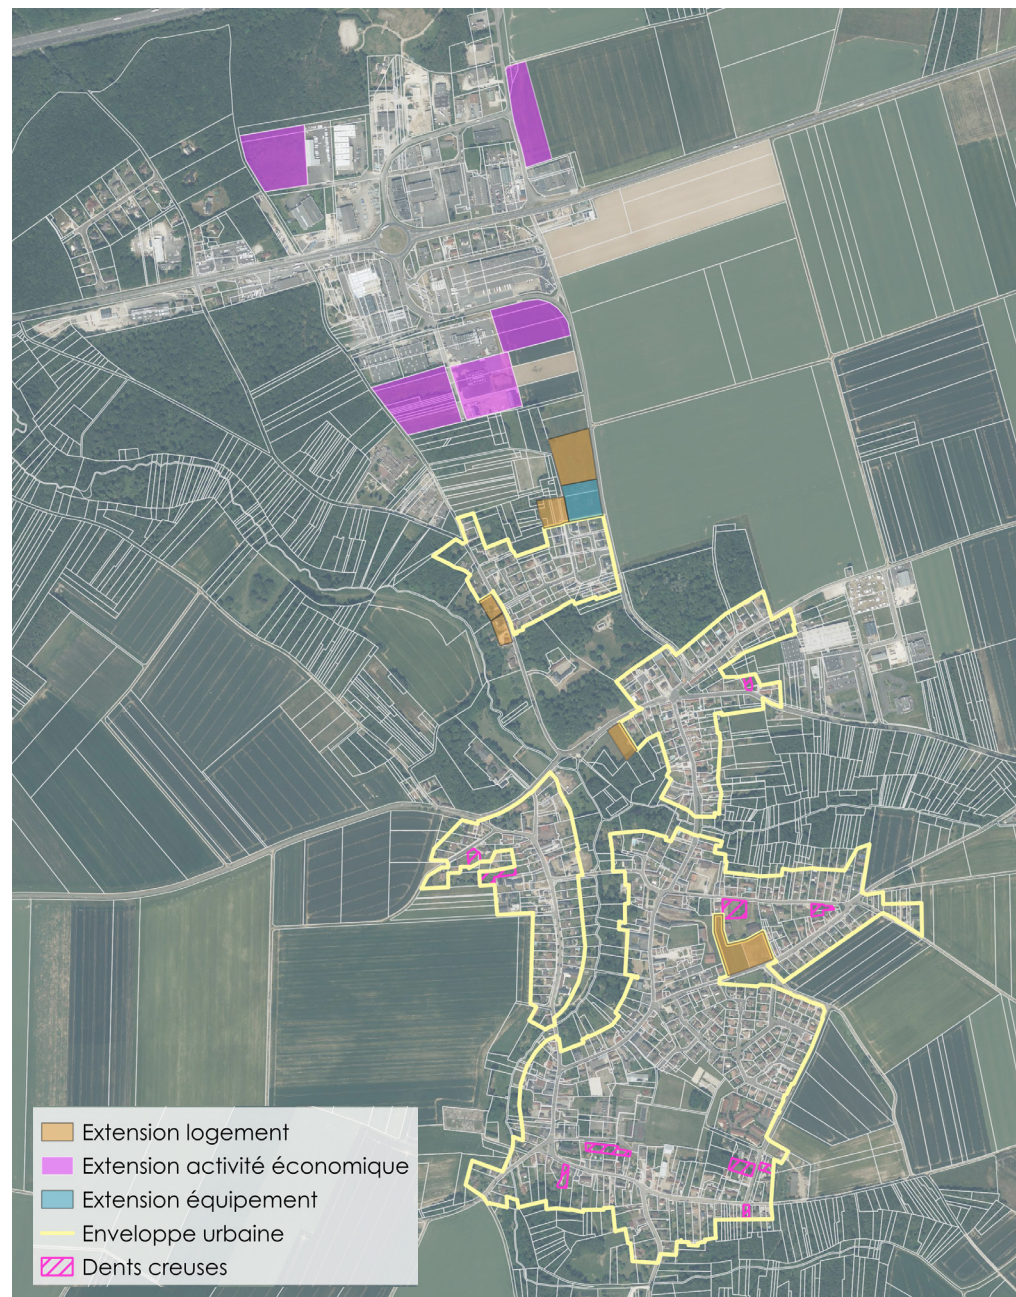 Extension logement
Extension activité économique
Extension équipement
Enveloppe urbaine
Dents creuses